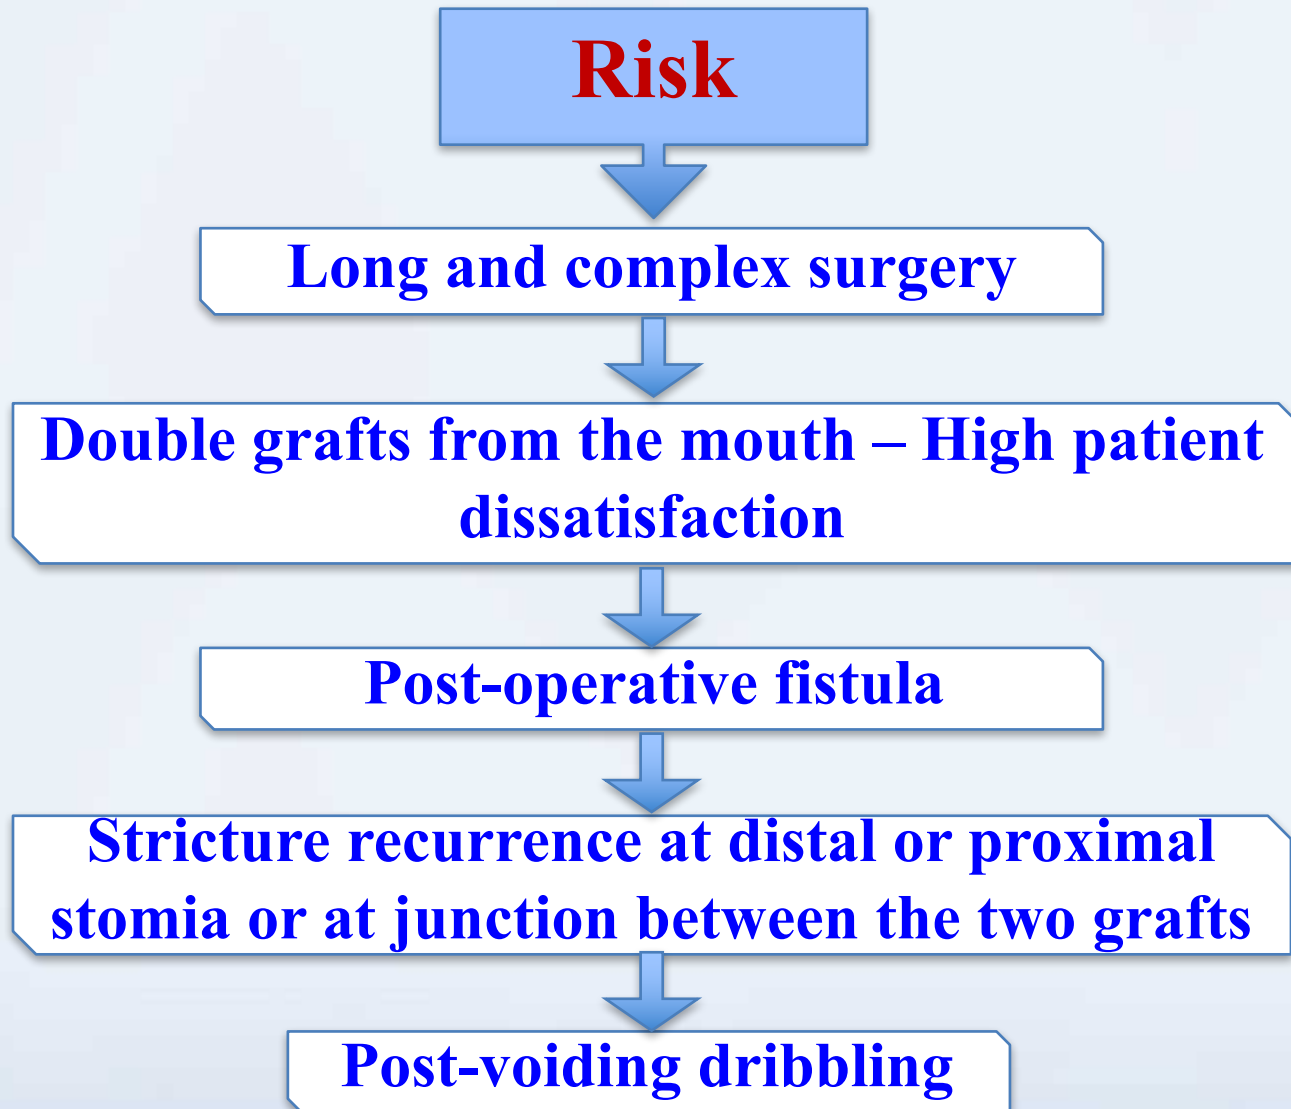 Risk
Long and complex surgery
Double grafts from the mouth – High patient
dissatisfaction
Post-operative fistula
Stricture recurrence at distal or proximal
stomia or at junction between the two grafts
Post-voiding dribbling